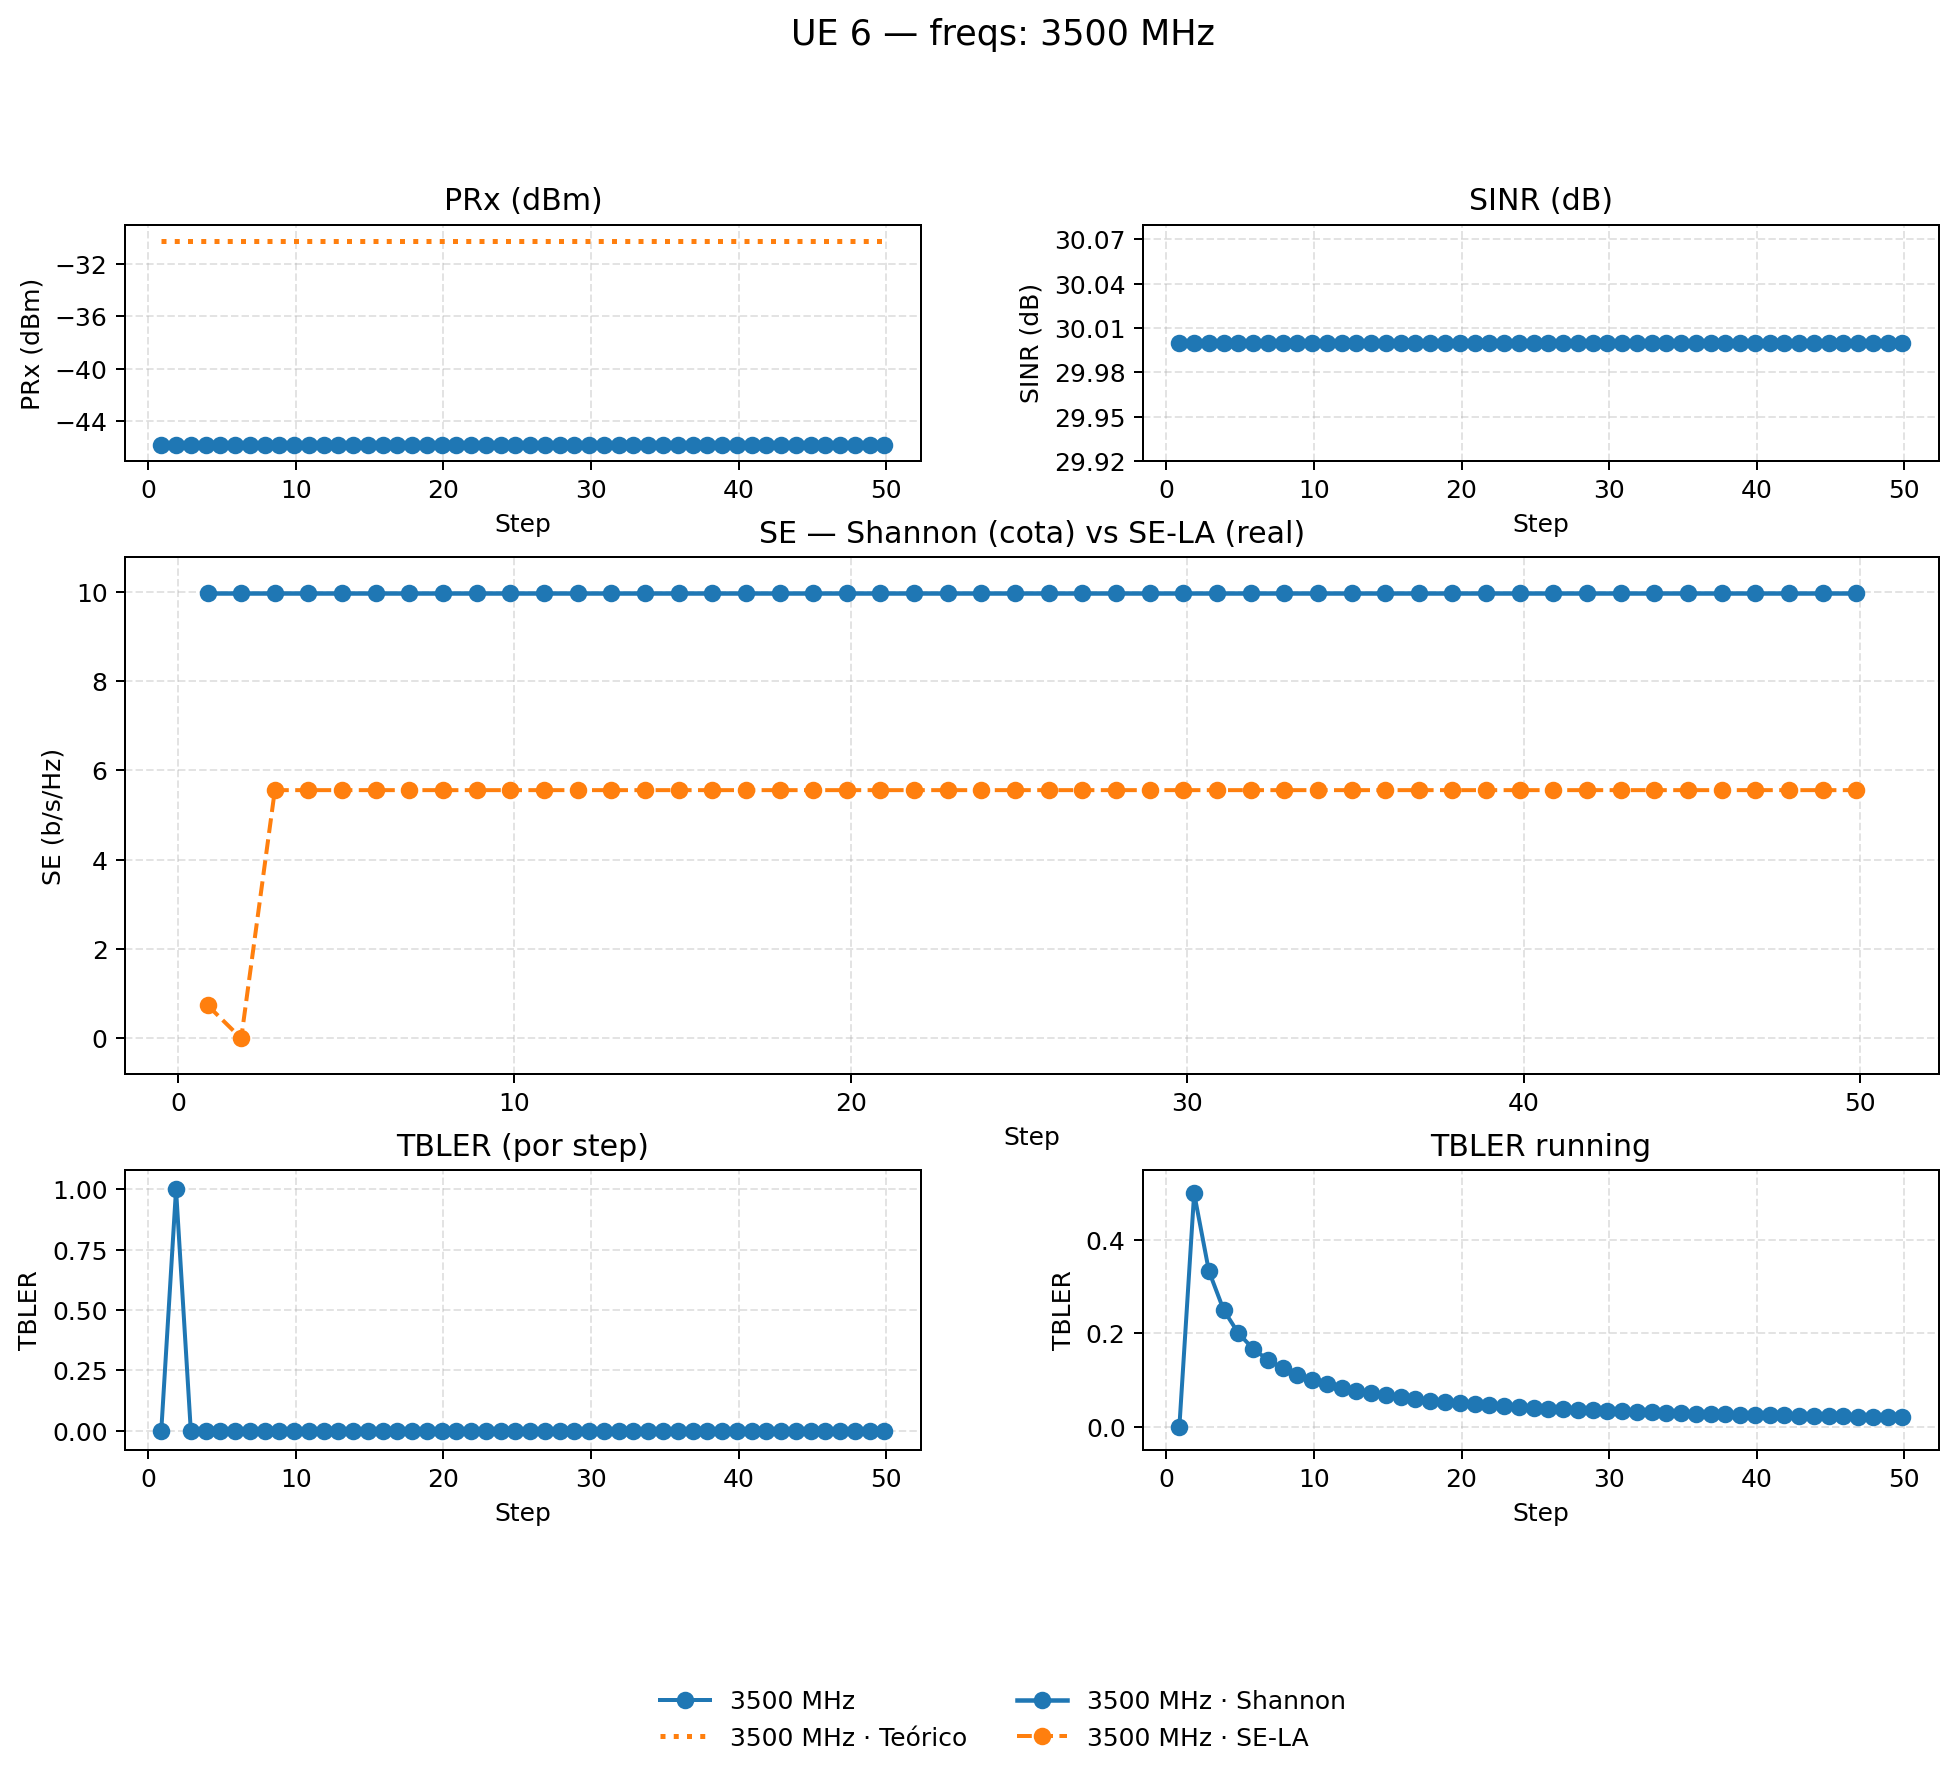 UE 6 — freqs: 3500 MHz
PRx (dBm)
PRx (dBm)
−32
−36
−40
−44
0 10 20 30 40 50
Step
SINR (dB)
SINR (dB)
30.07
30.04
30.01
29.98
29.95
29.92
0 10 20 30 40 50
Step
SE — Shannon (cota) vs SE-LA (real)
SE (b/s/Hz)
10
8
6
4
2
0
0 10 20 30 40 50
Step
TBLER (por step)
TBLER
1.00
0.75
0.50
0.25
0.00
0 10 20 30 40 50
Step
TBLER running
TBLER
0.4
0.2
0.0
0 10 20 30 40 50
Step
3500 MHz
3500 MHz · Teórico
3500 MHz · Shannon
3500 MHz · SE-LA